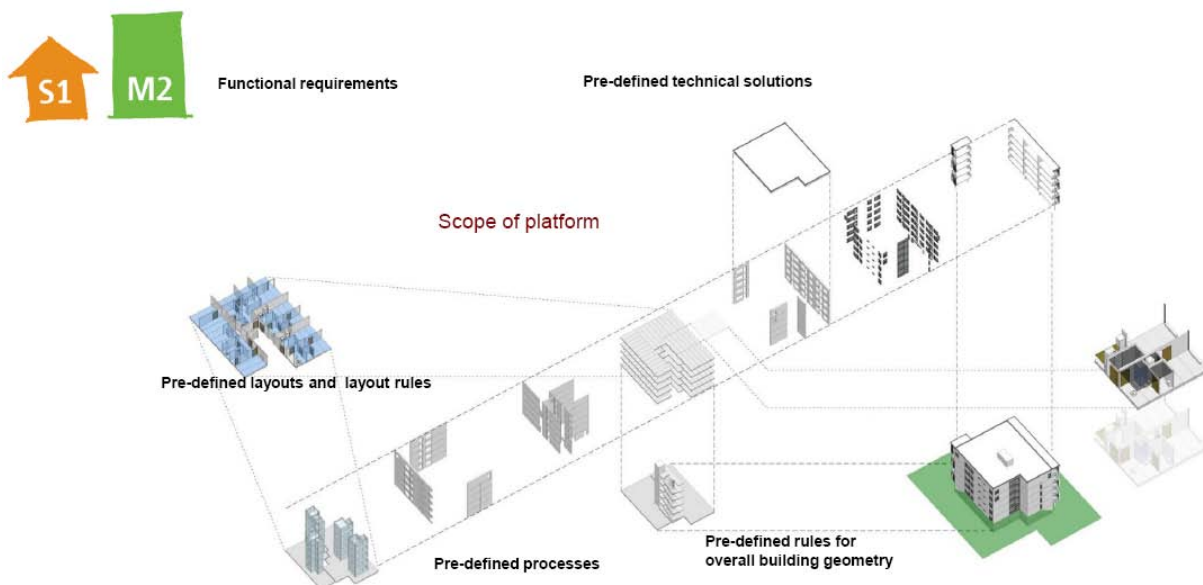 S1
M2
Functional requirements
Pre-defined technical solutions
Scope of platform
Pre-defined layouts and layout rules
Pre-defined processes
Pre-defined rules for
overall building geometry